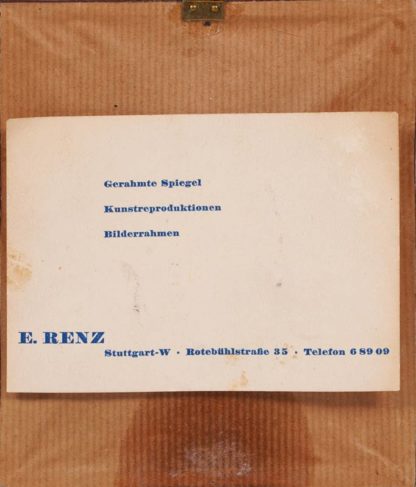 Gerahmte Spiegel
Kunstreproduktionen
Bilderrahmen
E. RENZ
Stuttgart-W · Rotebühlstraße 35 · Telefon 6 89 09